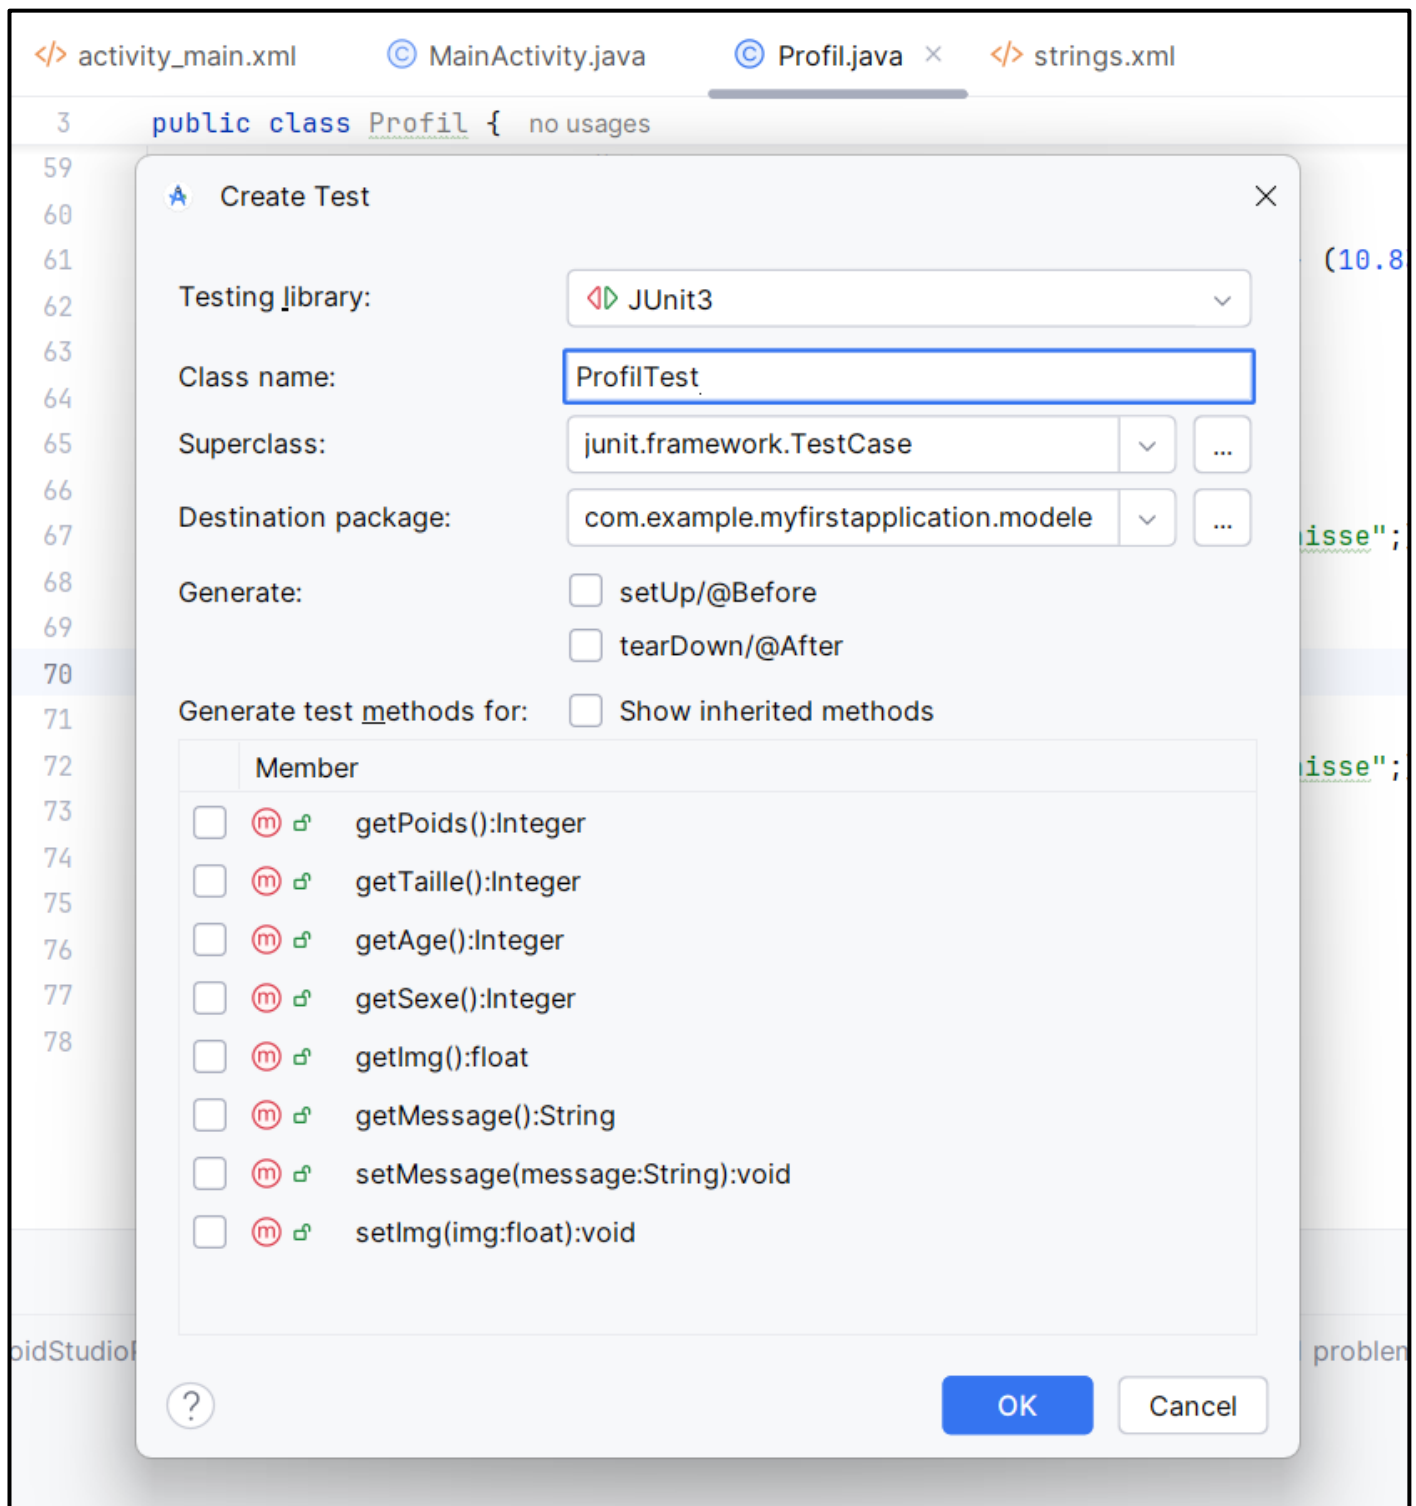 activity_main.xml MainActivity.java Profil.java strings.xml
3 public class Profil { no usages
59
Create Test
60
61 (10.8
Testing library: JUnit3
62
63
Class name: ProfilTest
64
65 Superclass: junit.framework.TestCase ...
66
Destination package: com.example.myfirstapplication.modele ...
67 isse";
68 Generate: setUp/@Before
69 tearDown/@After
70
71 Generate test methods for: Show inherited methods
72 Member isse";
73 getPoids():Integer
74
getTaille():Integer
75
76 getAge():Integer
77 getSexe():Integer
78
getImg():float
getMessage():String
setMessage(message:String):void
setImg(img:float):void
oidStudio problem
? OK Cancel